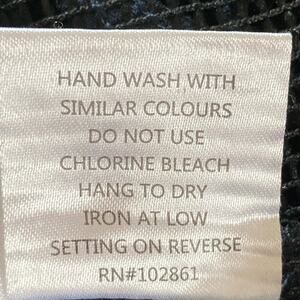 HAND WASH WITH
SIMILAR COLOURS
DO NOT USE
CHLORINE BLEACH
HANG TO DRY
IRON AT LOW
SETTING ON REVERSE
RN#102861